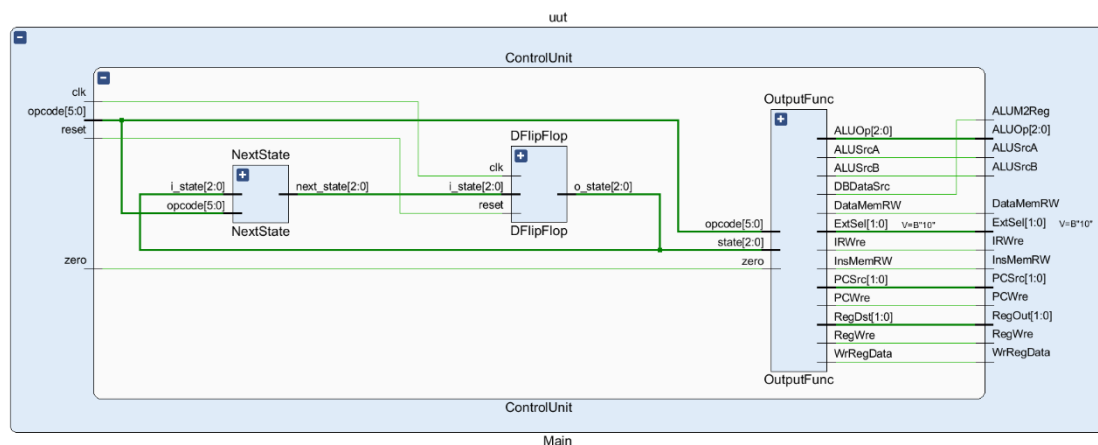 uut
ControlUnit
clk
opcode[5:0]
reset
zero
NextState
i_state[2:0]
opcode[5:0]
next_state[2:0]
NextState
DFlipFlop
clk
i_state[2:0]
reset
o_state[2:0]
DFlipFlop
OutputFunc
opcode[5:0]
state[2:0]
zero
ALUOp[2:0]
ALUSrcA
ALUSrcB
DBDataSrc
DataMemRW
ExtSel[1:0] V=B"10"
IRWre
InsMemRW
PCSrc[1:0]
PCWre
RegDst[1:0]
RegWre
WrRegData
OutputFunc
ALUM2Reg
ALUOp[2:0]
ALUSrcA
ALUSrcB
DataMemRW
ExtSel[1:0] V=B"10"
IRWre
InsMemRW
PCSrc[1:0]
PCWre
RegOut[1:0]
RegWre
WrRegData
ControlUnit
Main